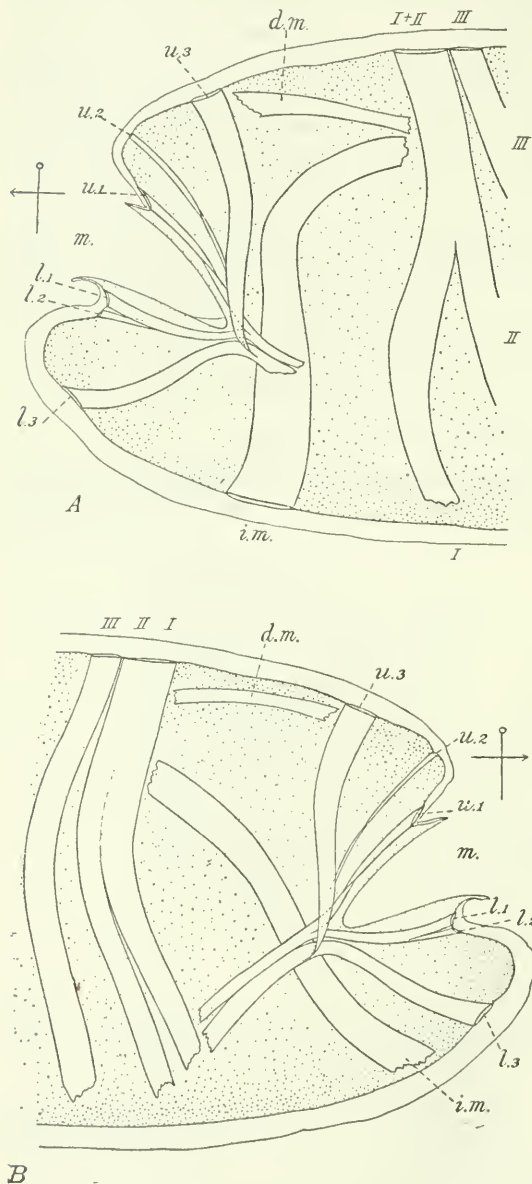 d.m.
I+II III
u.3
u.2
u.1
III
m.
l.1
l.2
II
l.3
A
i.m.
I
III II I
d.m.
u.3
u.2
u.1
m.
l.1
l.2
l.3
i.m.
B